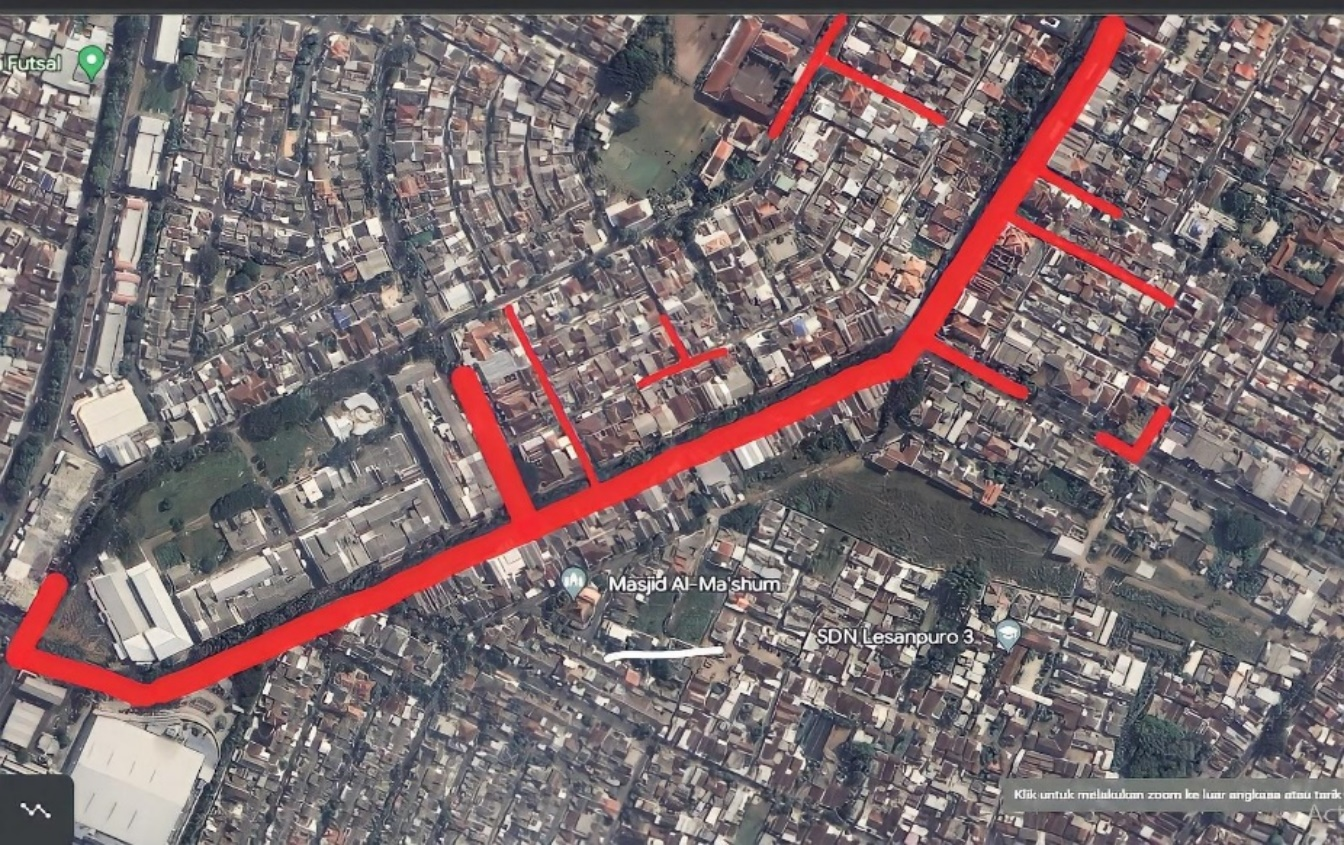 Futsal
Masjid Al-Ma'shum
SDN Lesanpuro 3
Klik untuk melakukan zoom ke luar angkasa atau tarik